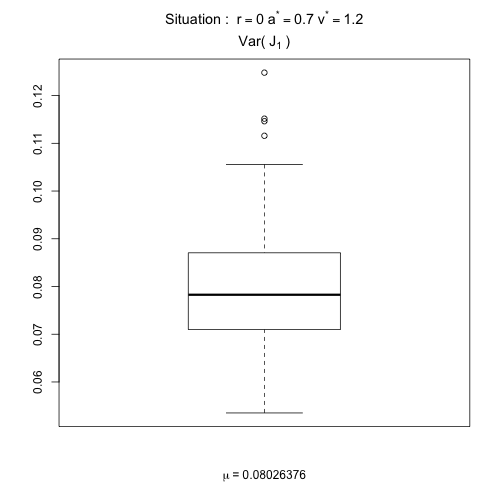 Situation :  r = 0 a* = 0.7 v* = 1.2
Var( J₁ )
0.12
0.11
0.10
0.09
0.08
0.07
0.06
μ = 0.08026376